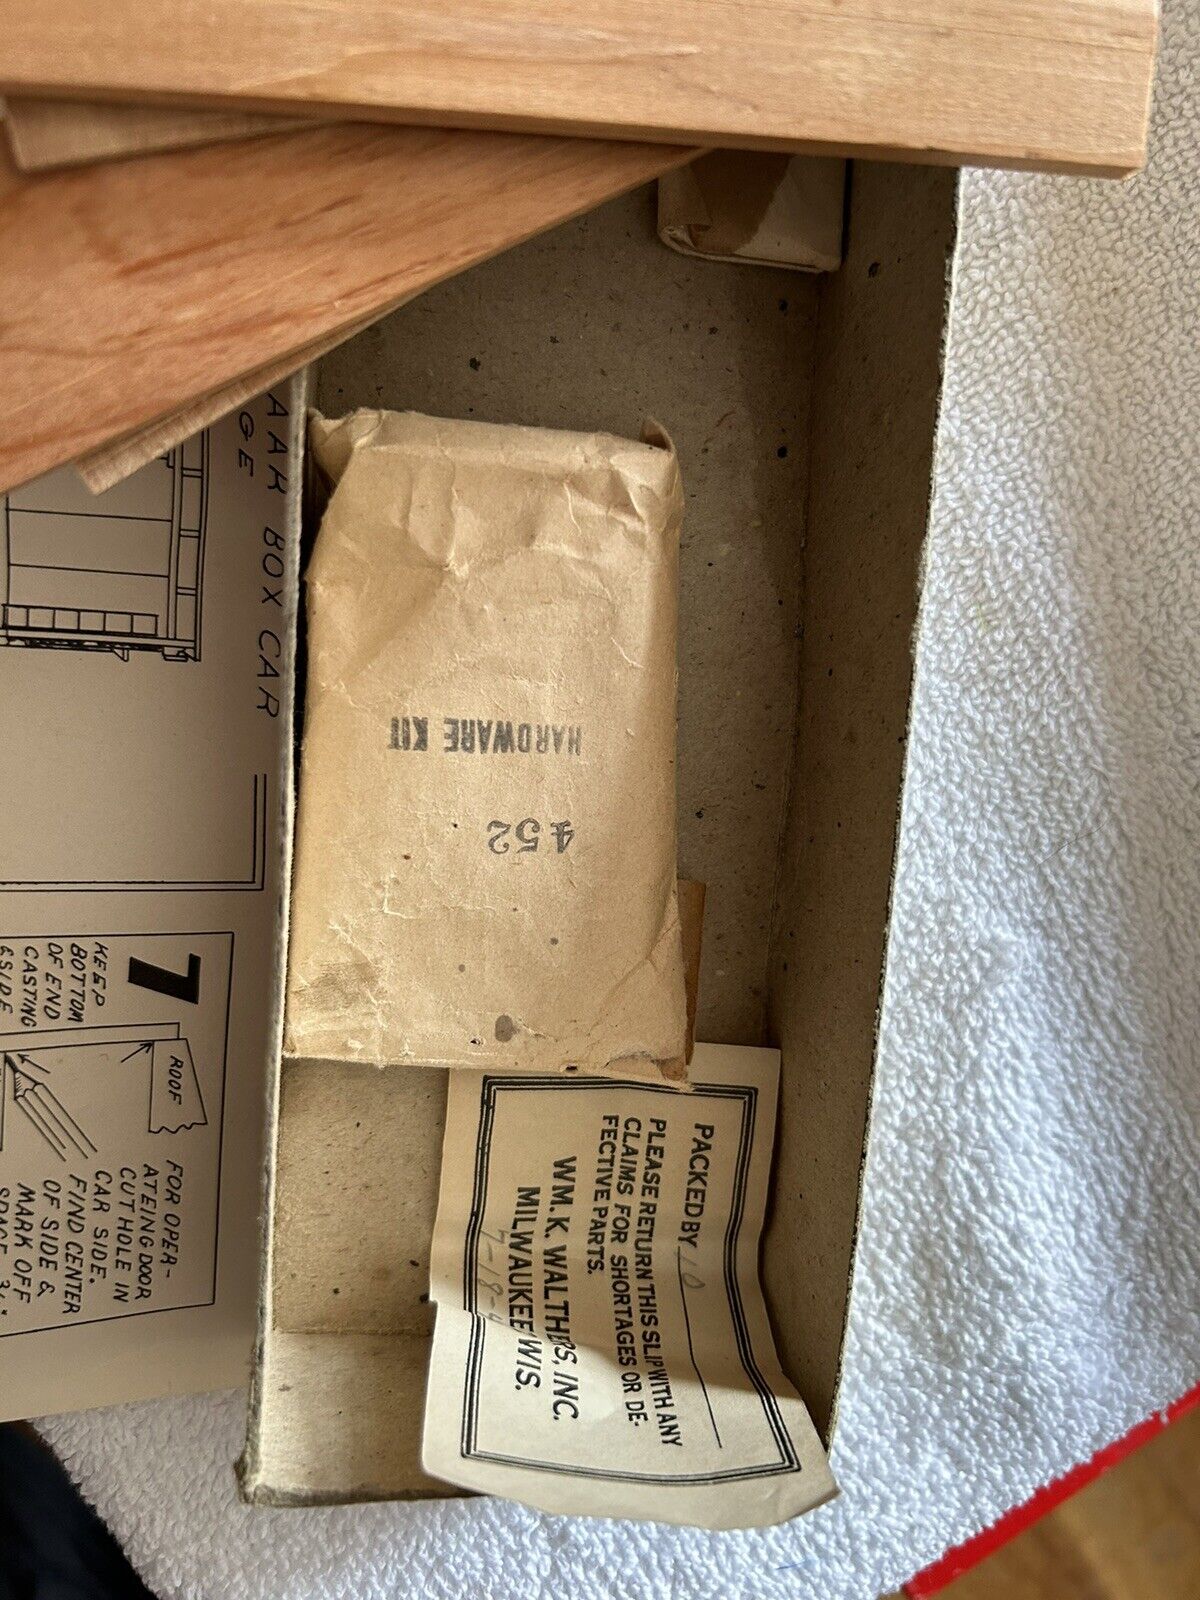 AAR BOX CAR
GE
HARDWARE KIT
452
7
KEEP
BOTTOM
OF END
CASTING
ROOF
FOR OPER-
ATEING DOOR
CUT HOLE IN
CAR SIDE.
FIND CENTER
OF SIDE &
MARK OFF
PACKED BY 10
PLEASE RETURN THIS SLIP WITH ANY
CLAIMS FOR SHORTAGES OR DE-
FECTIVE PARTS.
WM. K. WALTHERS, INC.
MILWAUKEE WIS.